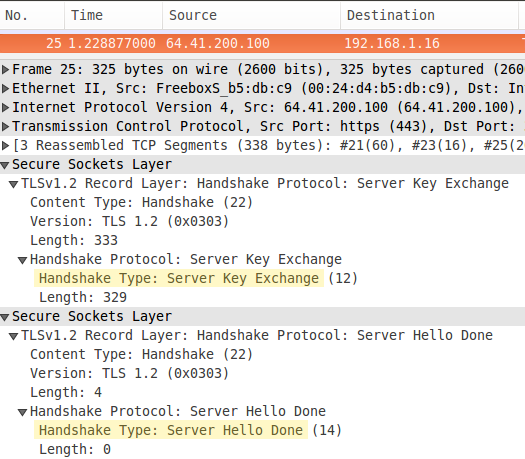 No. Time Source Destination
25 1.228877000 64.41.200.100 192.168.1.16
Frame 25: 325 bytes on wire (2600 bits), 325 bytes captured (260
Ethernet II, Src: FreeboxS_b5:db:c9 (00:24:d4:b5:db:c9), Dst: Int
Internet Protocol Version 4, Src: 64.41.200.100 (64.41.200.100),
Transmission Control Protocol, Src Port: https (443), Dst Port:
[3 Reassembled TCP Segments (338 bytes): #21(60), #23(16), #25(2
Secure Sockets Layer
TLSv1.2 Record Layer: Handshake Protocol: Server Key Exchange
Content Type: Handshake (22)
Version: TLS 1.2 (0x0303)
Length: 333
Handshake Protocol: Server Key Exchange
Handshake Type: Server Key Exchange (12)
Length: 329
Secure Sockets Layer
TLSv1.2 Record Layer: Handshake Protocol: Server Hello Done
Content Type: Handshake (22)
Version: TLS 1.2 (0x0303)
Length: 4
Handshake Protocol: Server Hello Done
Handshake Type: Server Hello Done (14)
Length: 0